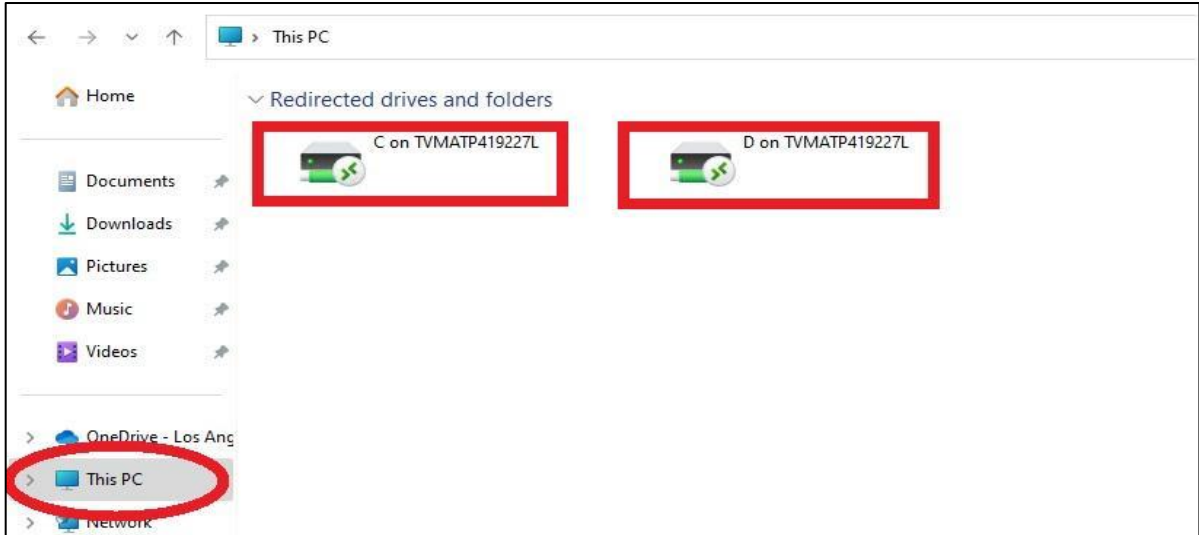 This PC
Home
Redirected drives and folders
C on TVMATP419227L
D on TVMATP419227L
Documents
Downloads
Pictures
Music
Videos
OneDrive - Los Ang
This PC
Network